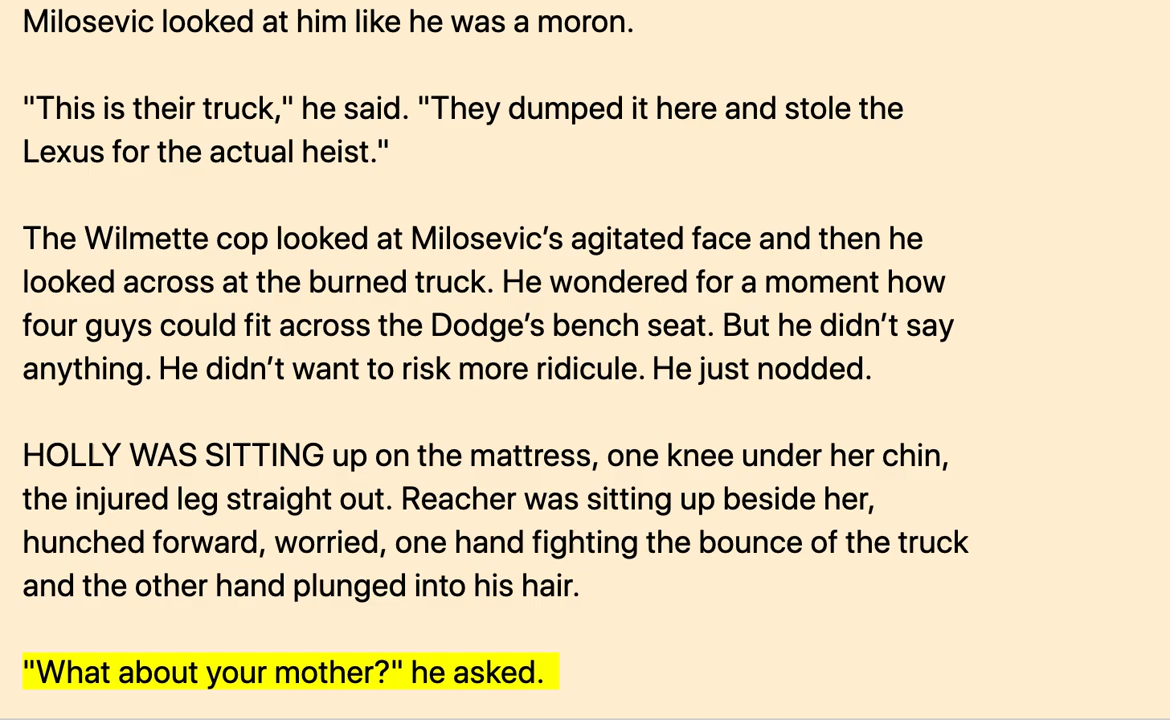 Milosevic looked at him like he was a moron.
"This is their truck," he said. "They dumped it here and stole the
Lexus for the actual heist."
The Wilmette cop looked at Milosevic’s agitated face and then he
looked across at the burned truck. He wondered for a moment how
four guys could fit across the Dodge’s bench seat. But he didn’t say
anything. He didn’t want to risk more ridicule. He just nodded.
HOLLY WAS SITTING up on the mattress, one knee under her chin,
the injured leg straight out. Reacher was sitting up beside her,
hunched forward, worried, one hand fighting the bounce of the truck
and the other hand plunged into his hair.
"What about your mother?" he asked.